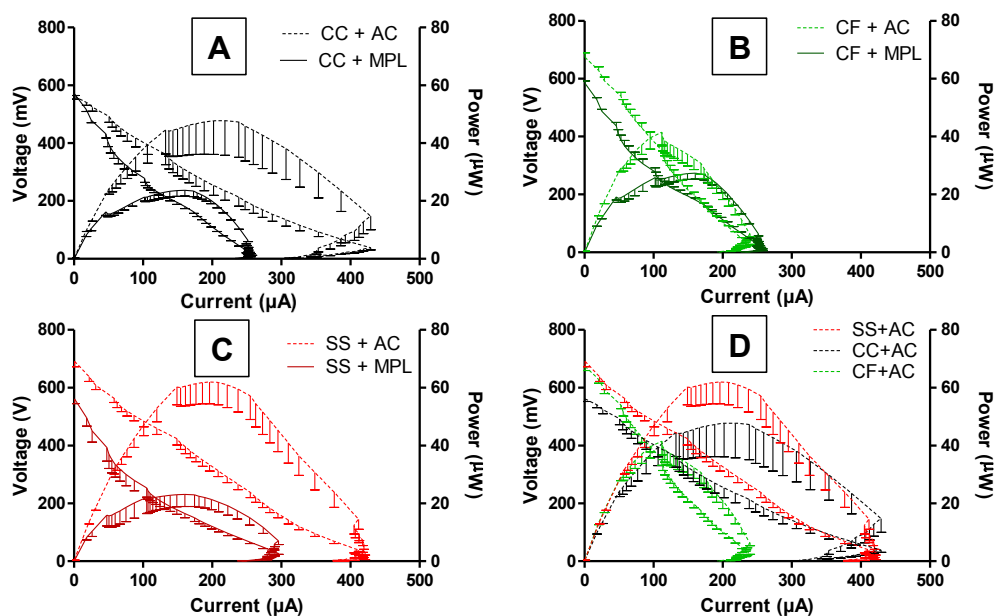 A
CC + AC
CC + MPL
Voltage (mV)
800
600
400
200
0
Power (µW)
80
60
40
20
0
0 100 200 300 400 500
Current (µA)
B
CF + AC
CF + MPL
Voltage (V)
800
600
400
200
0
Power (µW)
80
60
40
20
0
0 100 200 300 400 500
Current (µA)
C
SS + AC
SS + MPL
Voltage (V)
800
600
400
200
0
Power (µW)
80
60
40
20
0
0 100 200 300 400 500
Current (µA)
D
SS+AC
CC+AC
CF+AC
Voltage (mV)
800
600
400
200
0
Power (µW)
80
60
40
20
0
0 100 200 300 400 500
Current (µA)